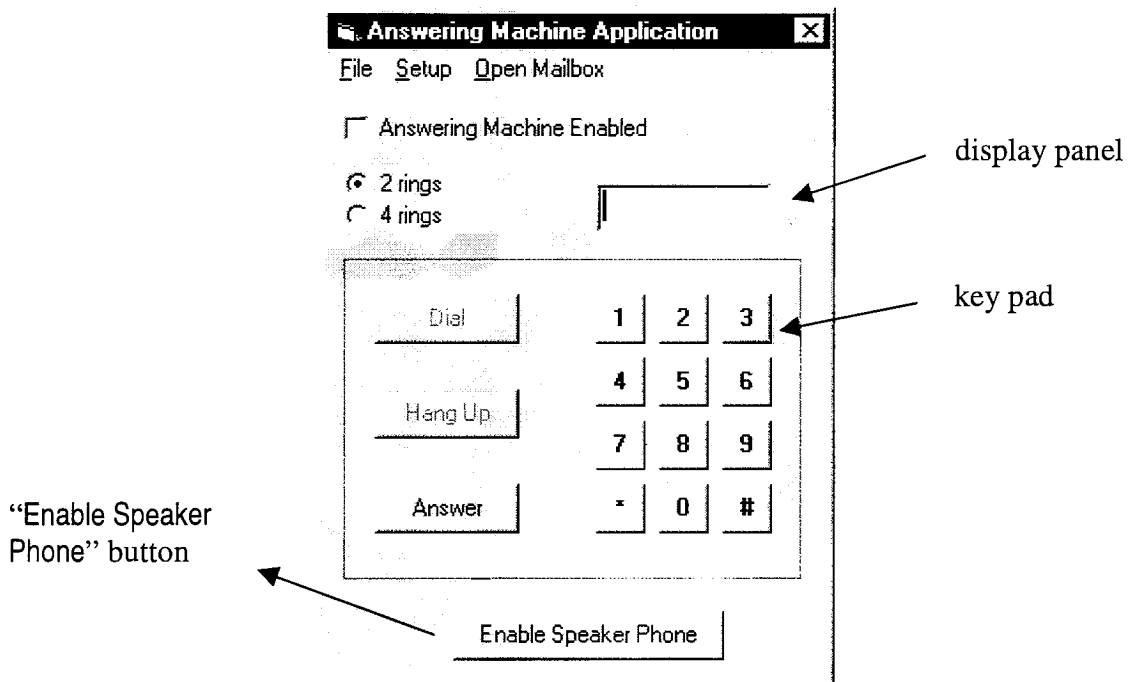 Answering Machine Application
File Setup Open Mailbox
Answering Machine Enabled
display panel
2 rings
4 rings
key pad
Dial 1 2 3
4 5 6
Hang Up
7 8 9
“Enable Speaker
Phone” button
Answer * 0 #
Enable Speaker Phone